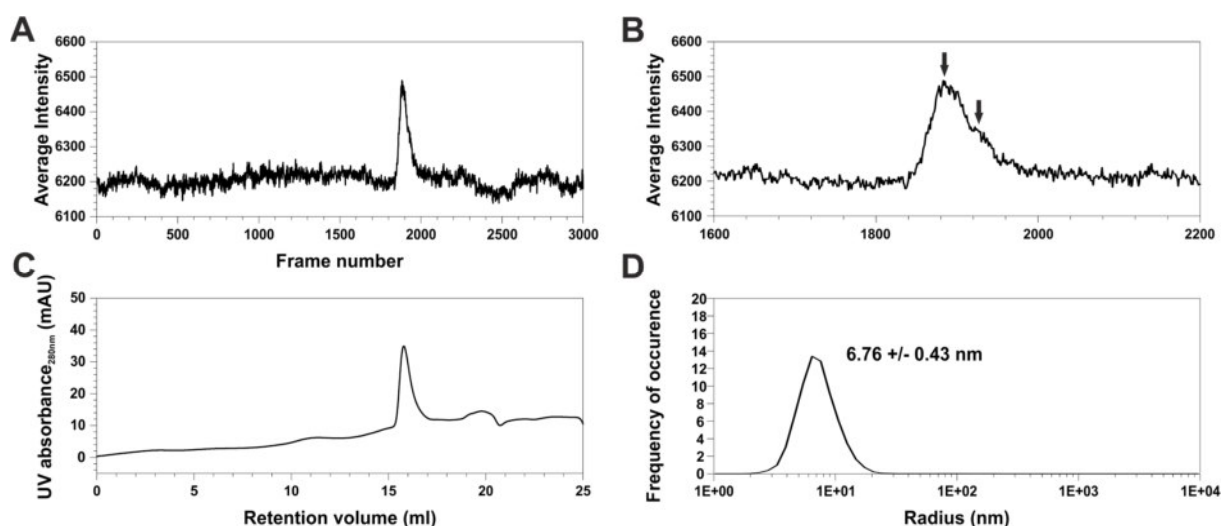 A
Average Intensity
6600
6500
6400
6300
6200
6100
0 500 1000 1500 2000 2500 3000
Frame number
B
Average Intensity
6600
6500
6400
6300
6200
6100
1600 1800 2000 2200
C
UV absorbance280nm (mAU)
50
40
30
20
10
0
0 5 10 15 20 25
Retention volume (ml)
D
Frequency of occurence
20
18
16
14
12
10
8
6
4
2
0
6.76 +/- 0.43 nm
1E+00 1E+01 1E+02 1E+03 1E+04
Radius (nm)